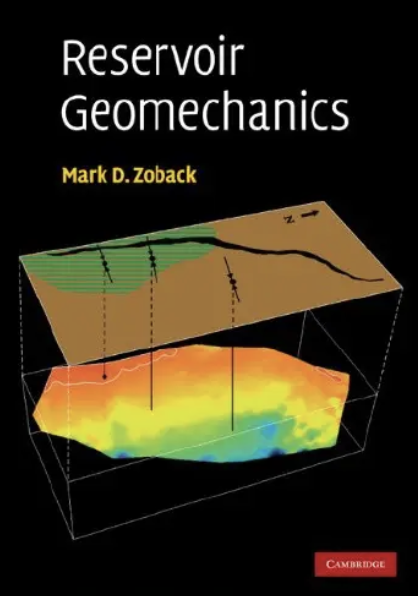 Reservoir
Geomechanics
Mark D. Zoback
N
CAMBRIDGE